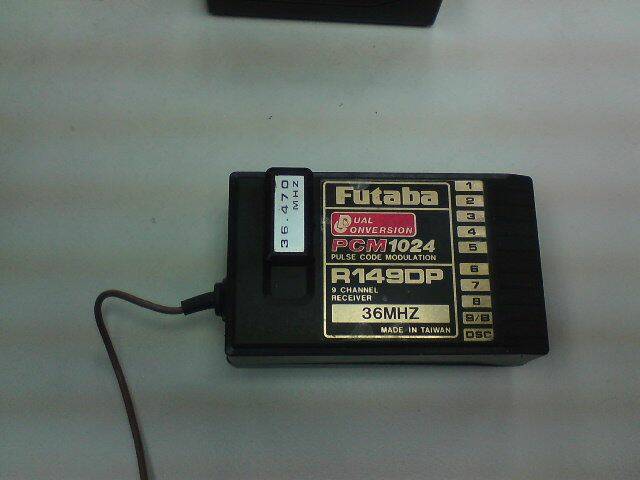 36.470
MHZ
Futaba
DUAL
CONVERSION
PCM1024
PULSE CODE MODULATION
R149DP
9 CHANNEL
RECEIVER
36MHZ
MADE IN TAIWAN
1
2
3
4
5
6
7
8
9/B
DSC